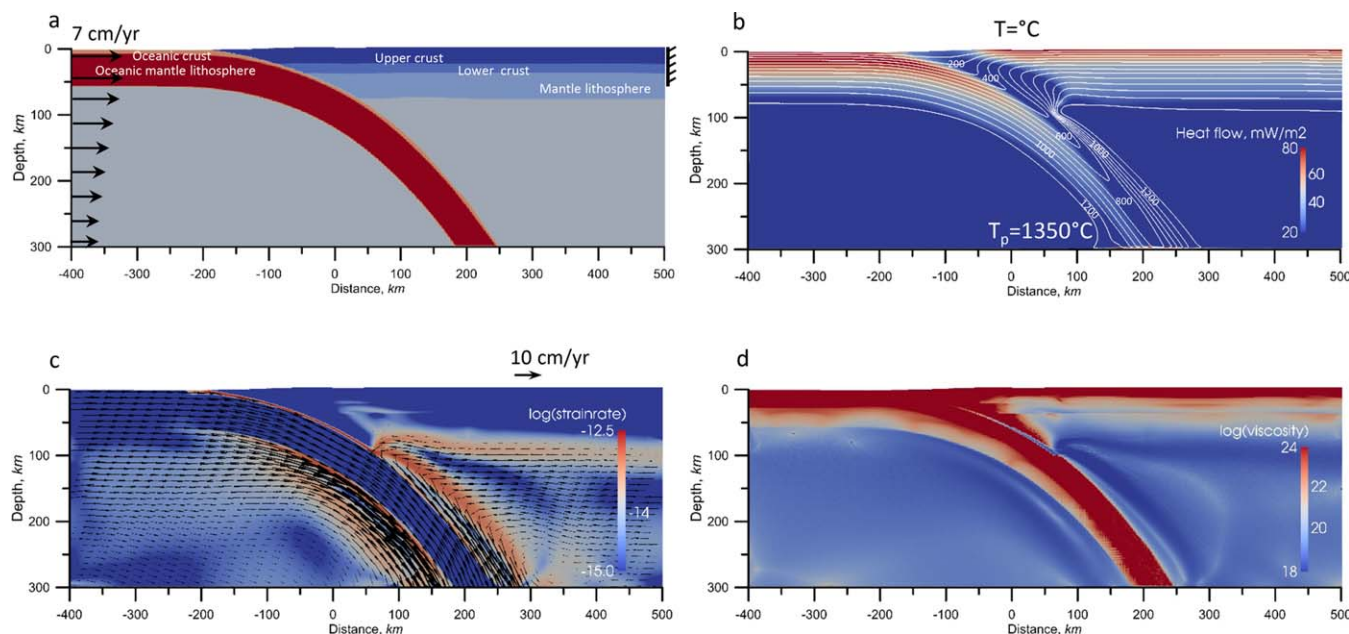 a
7 cm/yr
0
100
200
300
Depth, km
Oceanic crust
Oceanic mantle lithosphere
Upper crust
Lower crust
Mantle lithosphere
-400 -300 -200 -100 0 100 200 300 400 500
Distance, km
b
T=°C
0
100
200
300
Depth, km
200
400
600
1000
1000
800
1200
1200
Tp=1350°C
Heat flow, mW/m2
80
60
40
20
-400 -300 -200 -100 0 100 200 300 400 500
Distance, km
c
10 cm/yr
0
100
200
300
Depth, km
log(strainrate)
-12.5
-14
-15.0
-400 -300 -200 -100 0 100 200 300 400 500
Distance, km
d
0
100
200
300
Depth, km
log(viscosity)
24
22
20
18
-400 -300 -200 -100 0 100 200 300 400 500
Distance, km